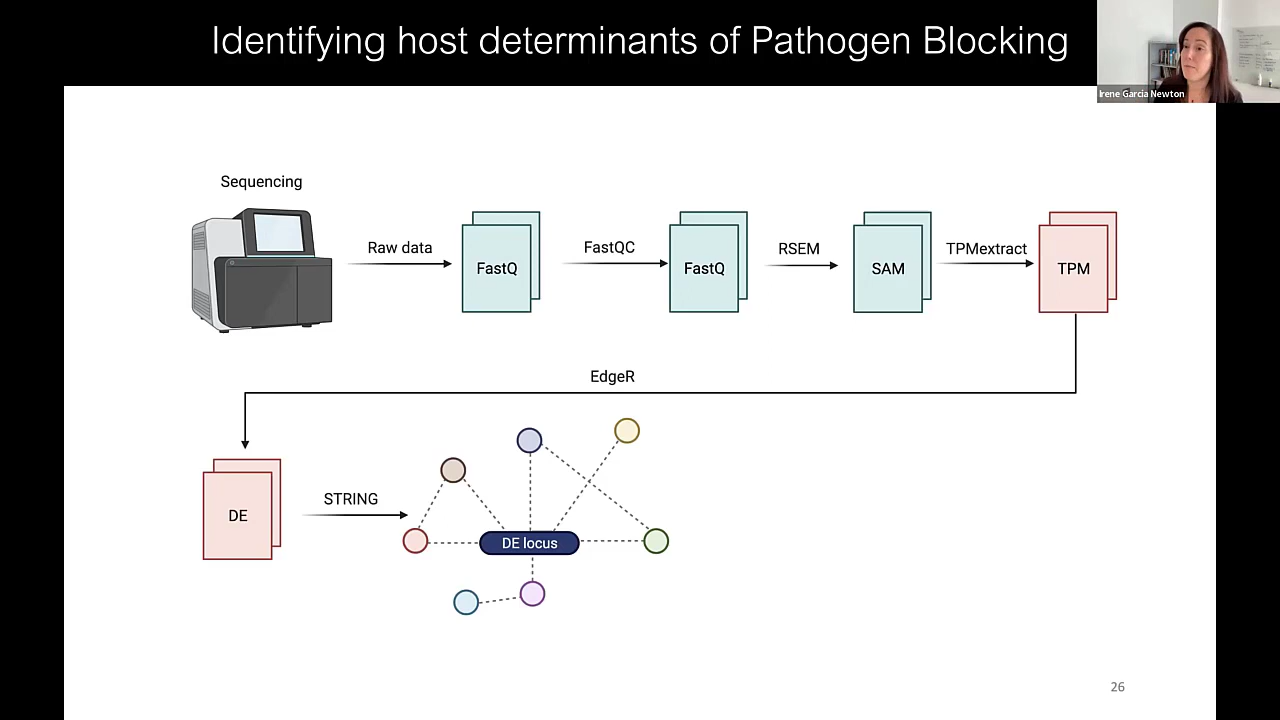 Identifying host determinants of Pathogen Blocking
Irene Garcia Newton
Sequencing
Raw data
FastQ
FastQC
FastQ
RSEM
SAM
TPMextract
TPM
EdgeR
DE
STRING
DE locus
26